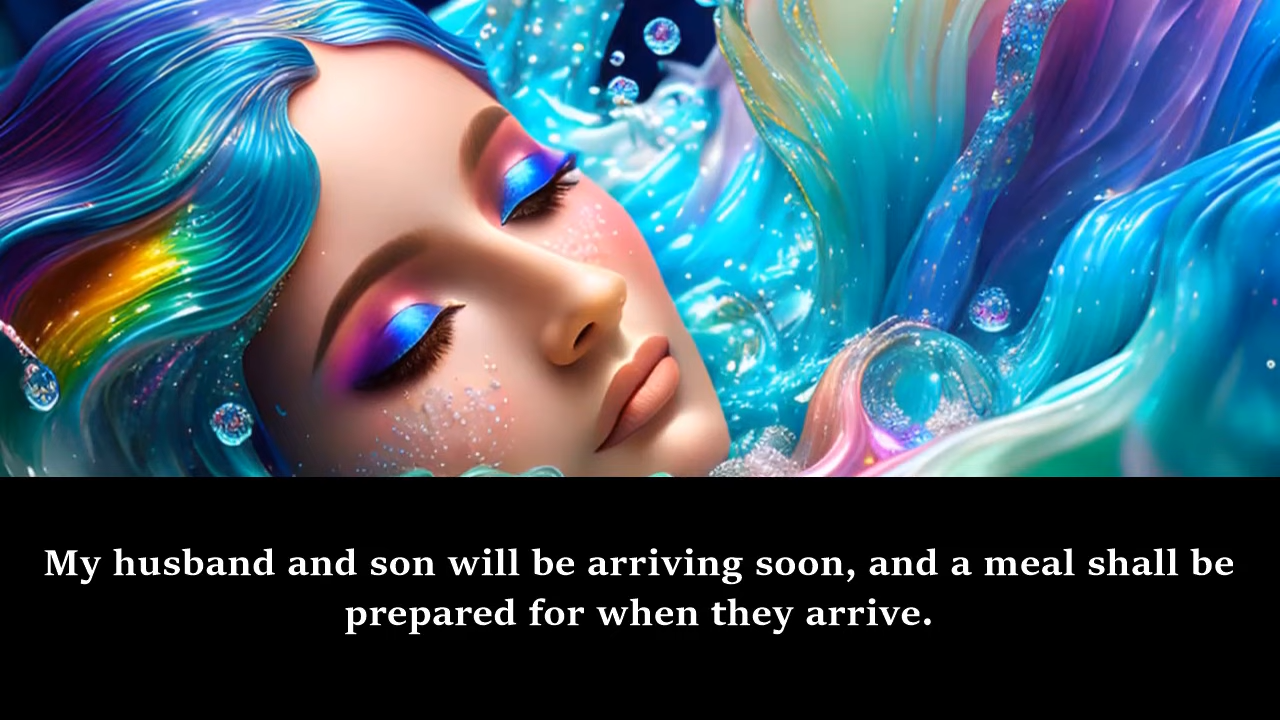 My husband and son will be arriving soon, and a meal shall be
prepared for when they arrive.